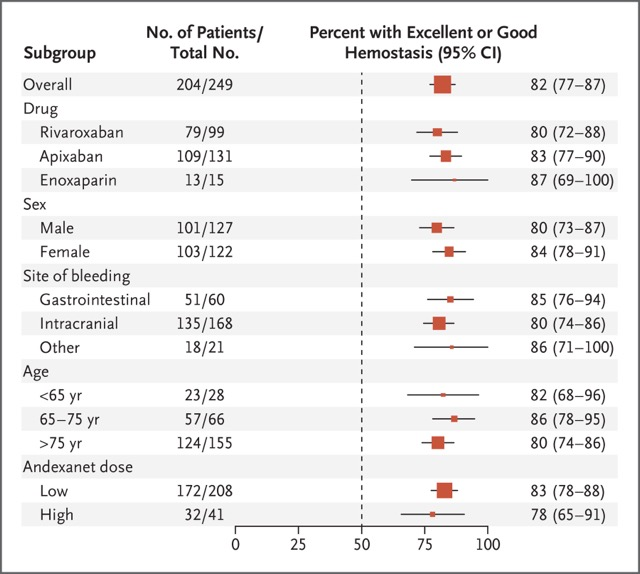 Subgroup No. of Patients/ Total No. Percent with Excellent or Good Hemostasis (95% CI)
Overall 204/249 82 (77–87)
Drug
Rivaroxaban 79/99 80 (72–88)
Apixaban 109/131 83 (77–90)
Enoxaparin 13/15 87 (69–100)
Sex
Male 101/127 80 (73–87)
Female 103/122 84 (78–91)
Site of bleeding
Gastrointestinal 51/60 85 (76–94)
Intracranial 135/168 80 (74–86)
Other 18/21 86 (71–100)
Age
<65 yr 23/28 82 (68–96)
65–75 yr 57/66 86 (78–95)
>75 yr 124/155 80 (74–86)
Andexanet dose
Low 172/208 83 (78–88)
High 32/41 78 (65–91)
0 25 50 75 100